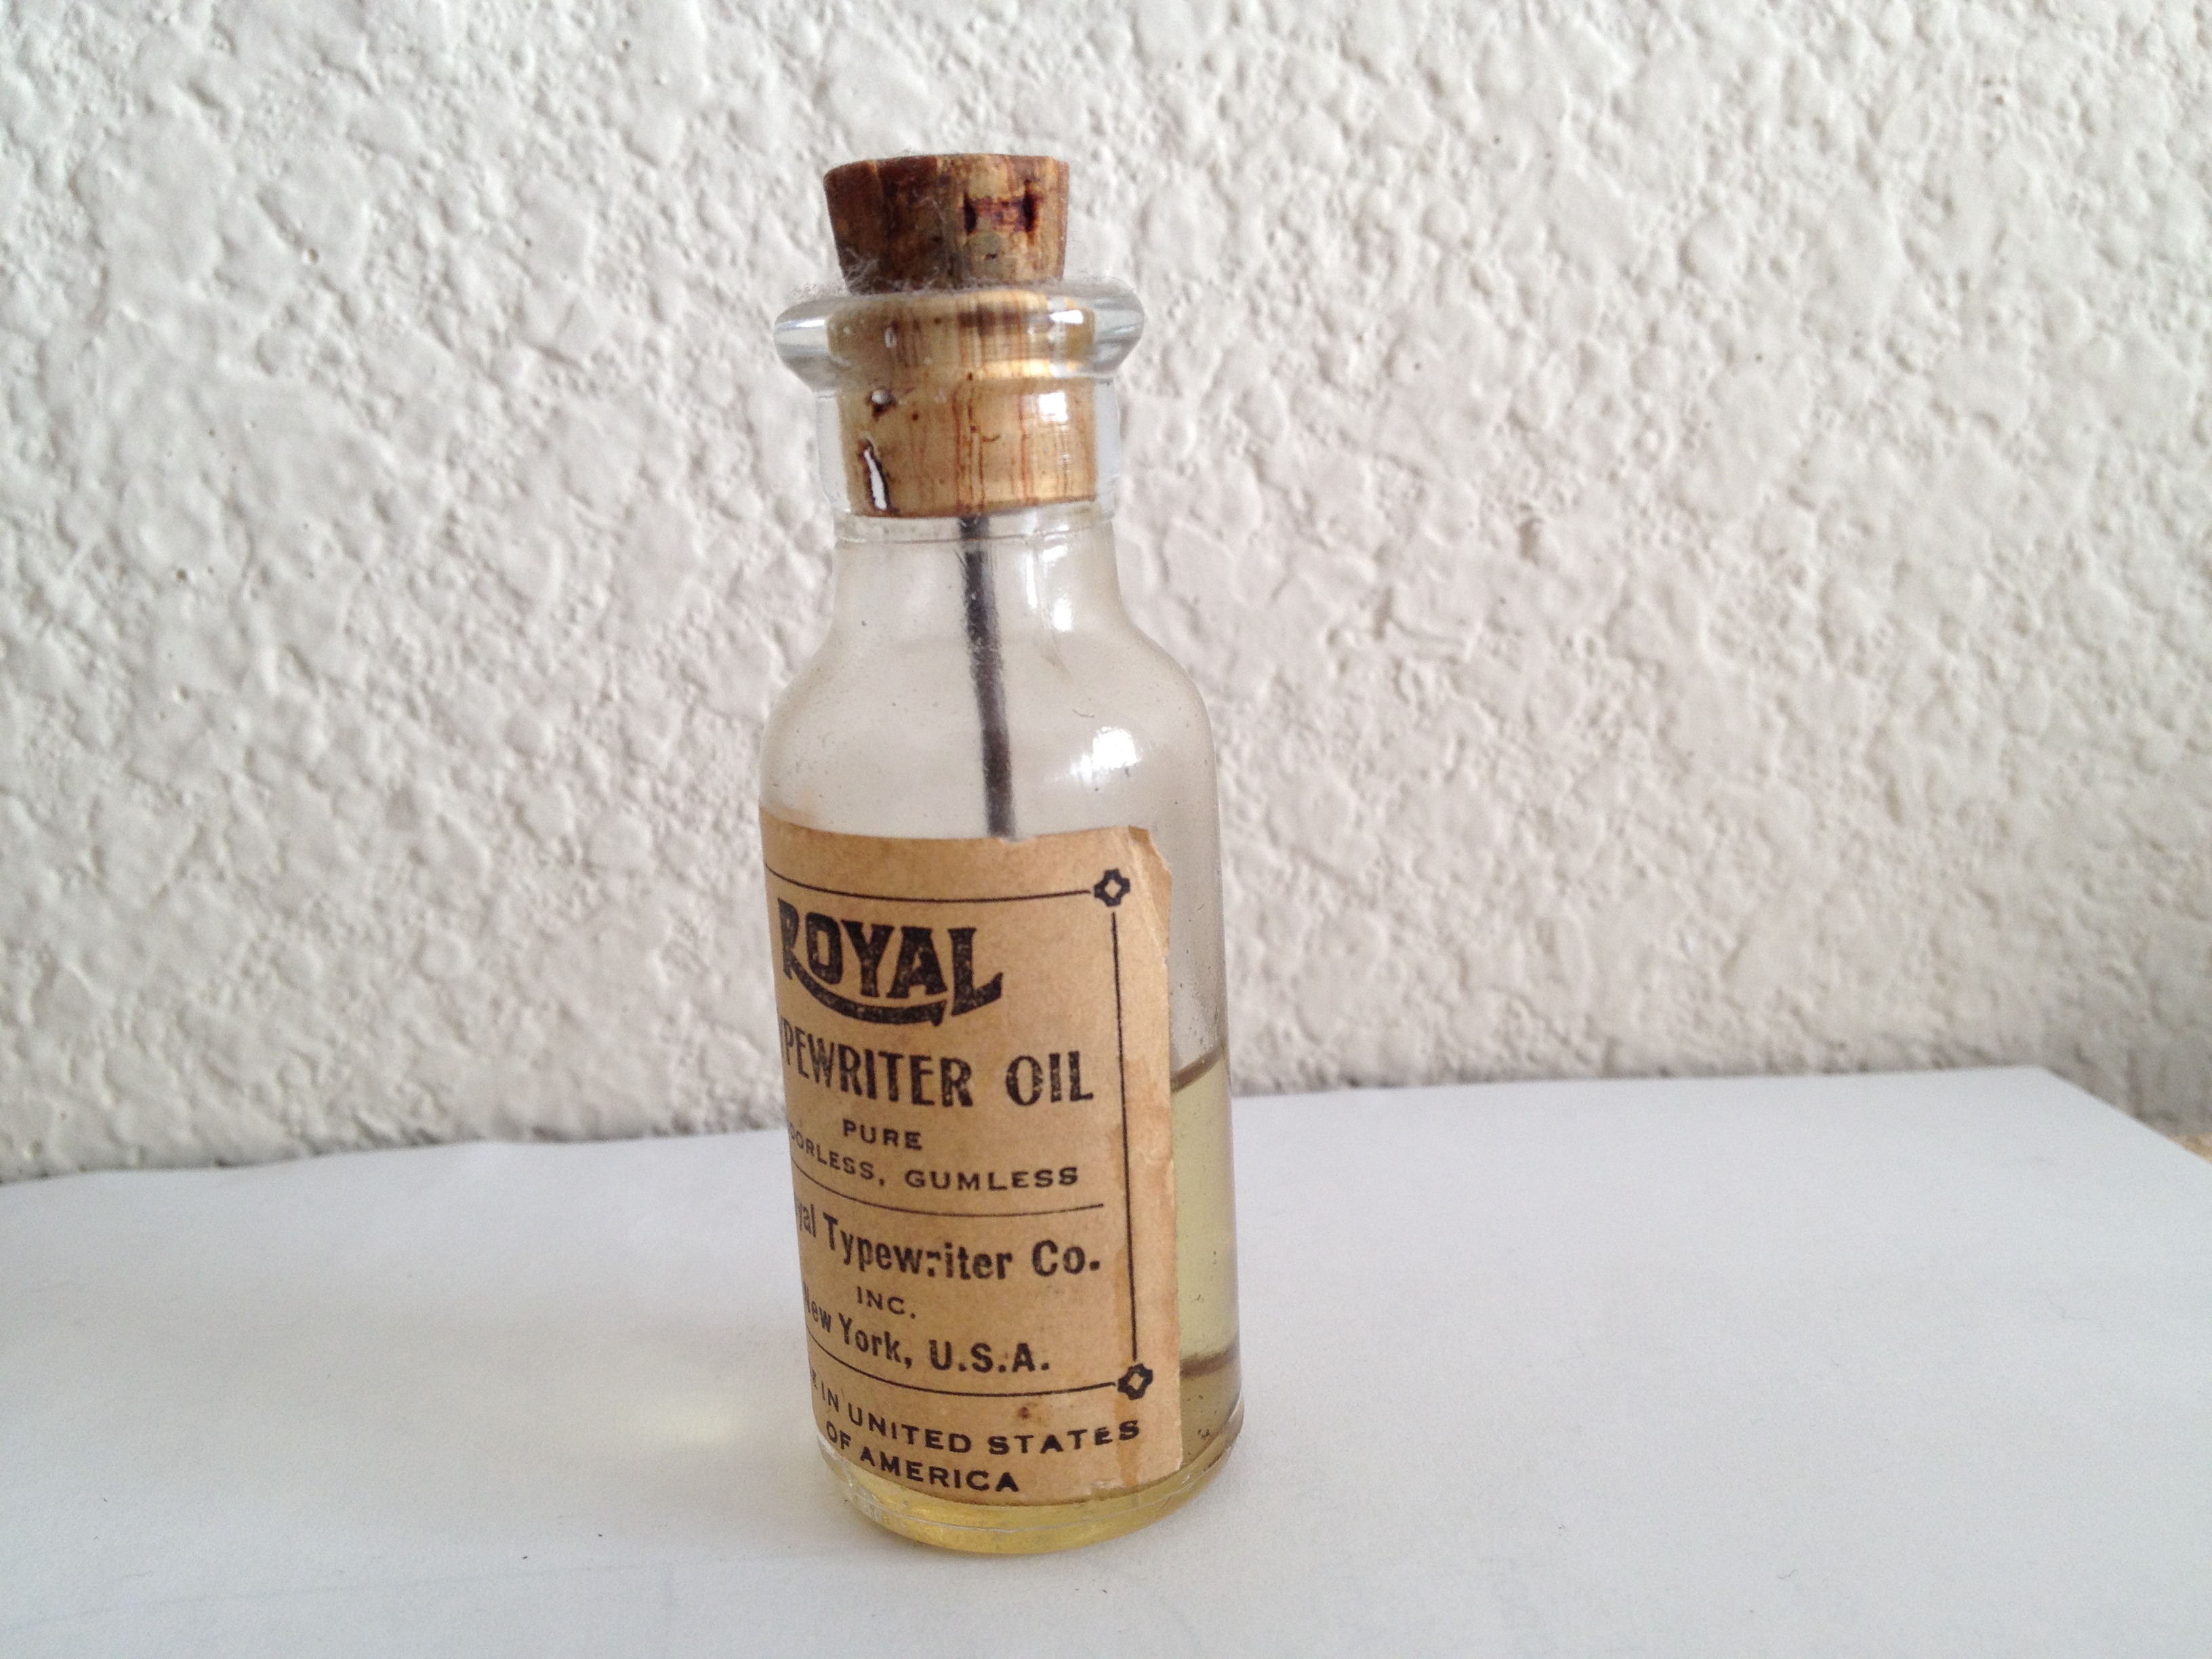 ROYAL
YPEWRITER OIL
PURE
ORLESS, GUMLESS
yal Typewriter Co.
INC.
New York, U.S.A.
E IN UNITED STATES
OF AMERICA